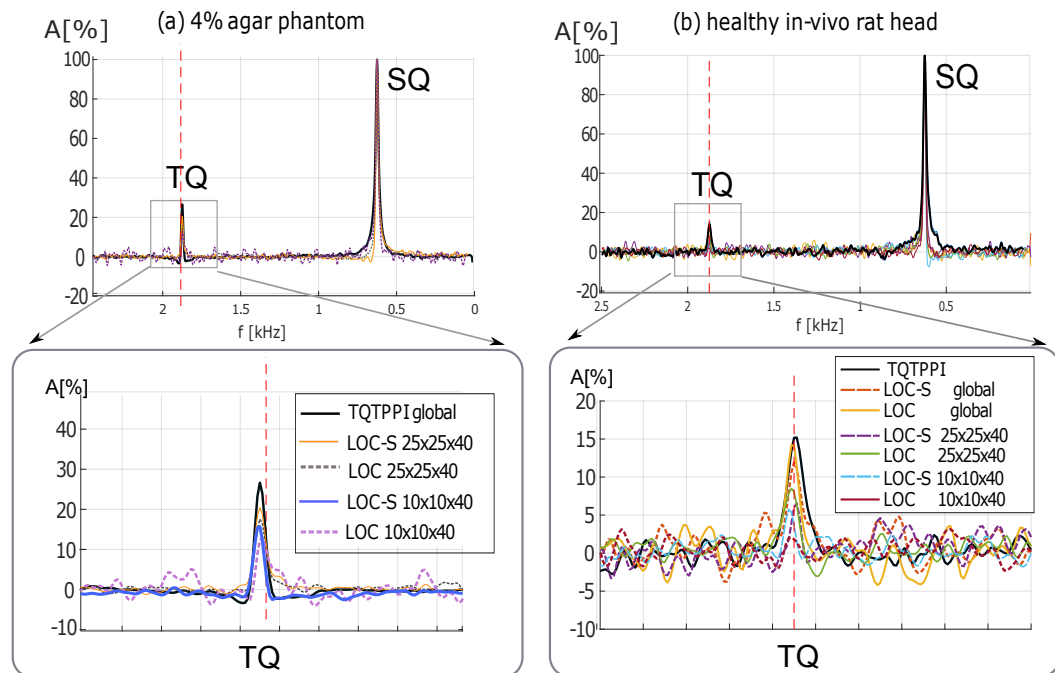 (a) 4% agar phantom
A[%]
100
80
60
40
20
0
-20
SQ
TQ
2
1
0.5
0
f [kHz]
(b) healthy in-vivo rat head
A[%]
100
80
60
40
20
0
-20
SQ
TQ
2.5
2
1.5
1
0.5
f [kHz]
A[%]
40
30
20
10
0
-10
TQTPPI global
LOC-S 25x25x40
LOC 25x25x40
LOC-S 10x10x40
LOC 10x10x40
TQ
A[%]
20
15
10
5
0
-5
-10
TQTPPI
LOC-S global
LOC global
LOC-S 25x25x40
LOC 25x25x40
LOC-S 10x10x40
LOC 10x10x40
TQ